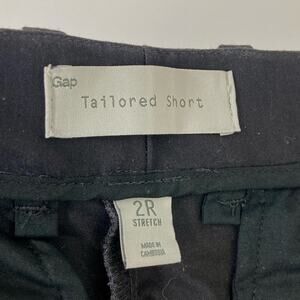 Gap
Tailored Short
2R
STRETCH
MADE IN
CAMBODIA